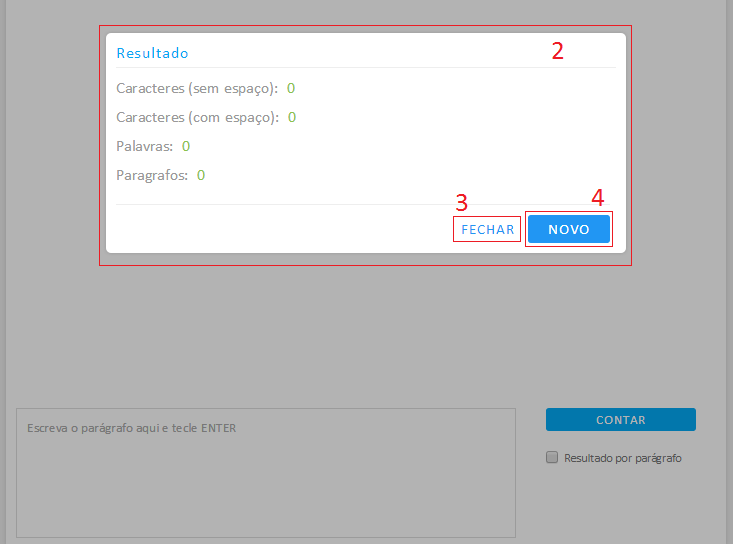 Resultado 2
Caracteres (sem espaço): 0
Caracteres (com espaço): 0
Palavras: 0
Paragrafos: 0
3 4
FECHAR NOVO
Escreva o parágrafo aqui e tecle ENTER
CONTAR
Resultado por parágrafo